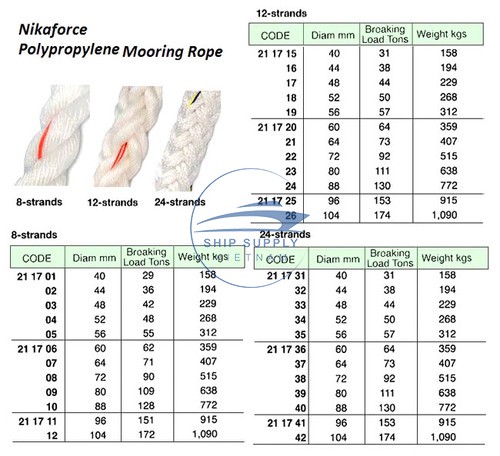 Nikaforce
Polypropylene Mooring Rope
8-strands 12-strands 24-strands
12-strands
CODE Diam mm Breaking Load Tons Weight kgs
21 17 15 40 31 158
16 44 38 194
17 48 44 229
18 52 50 268
19 56 57 312
21 17 20 60 64 359
21 64 73 407
22 72 92 515
23 80 111 638
24 88 130 772
21 17 25 96 153 915
26 104 174 1,090
SHIP SUPPLY
VIETNAM
8-strands
CODE Diam mm Broaking Load Tons Weight kgs
21 17 01 40 29 158
02 44 36 194
03 48 42 229
04 52 48 268
05 56 55 312
21 17 06 60 62 359
07 64 71 407
08 72 90 515
09 80 109 638
10 88 128 772
21 17 11 96 151 915
12 104 172 1,090
24-strands
CODE Diam mm Breaking Load Tons Weight kgs
21 17 31 40 31 158
32 44 38 194
33 48 44 229
34 52 50 268
35 56 57 312
21 17 36 60 64 359
37 64 73 407
38 72 92 515
39 80 111 638
40 88 130 772
21 17 41 96 153 915
42 104 174 1,090